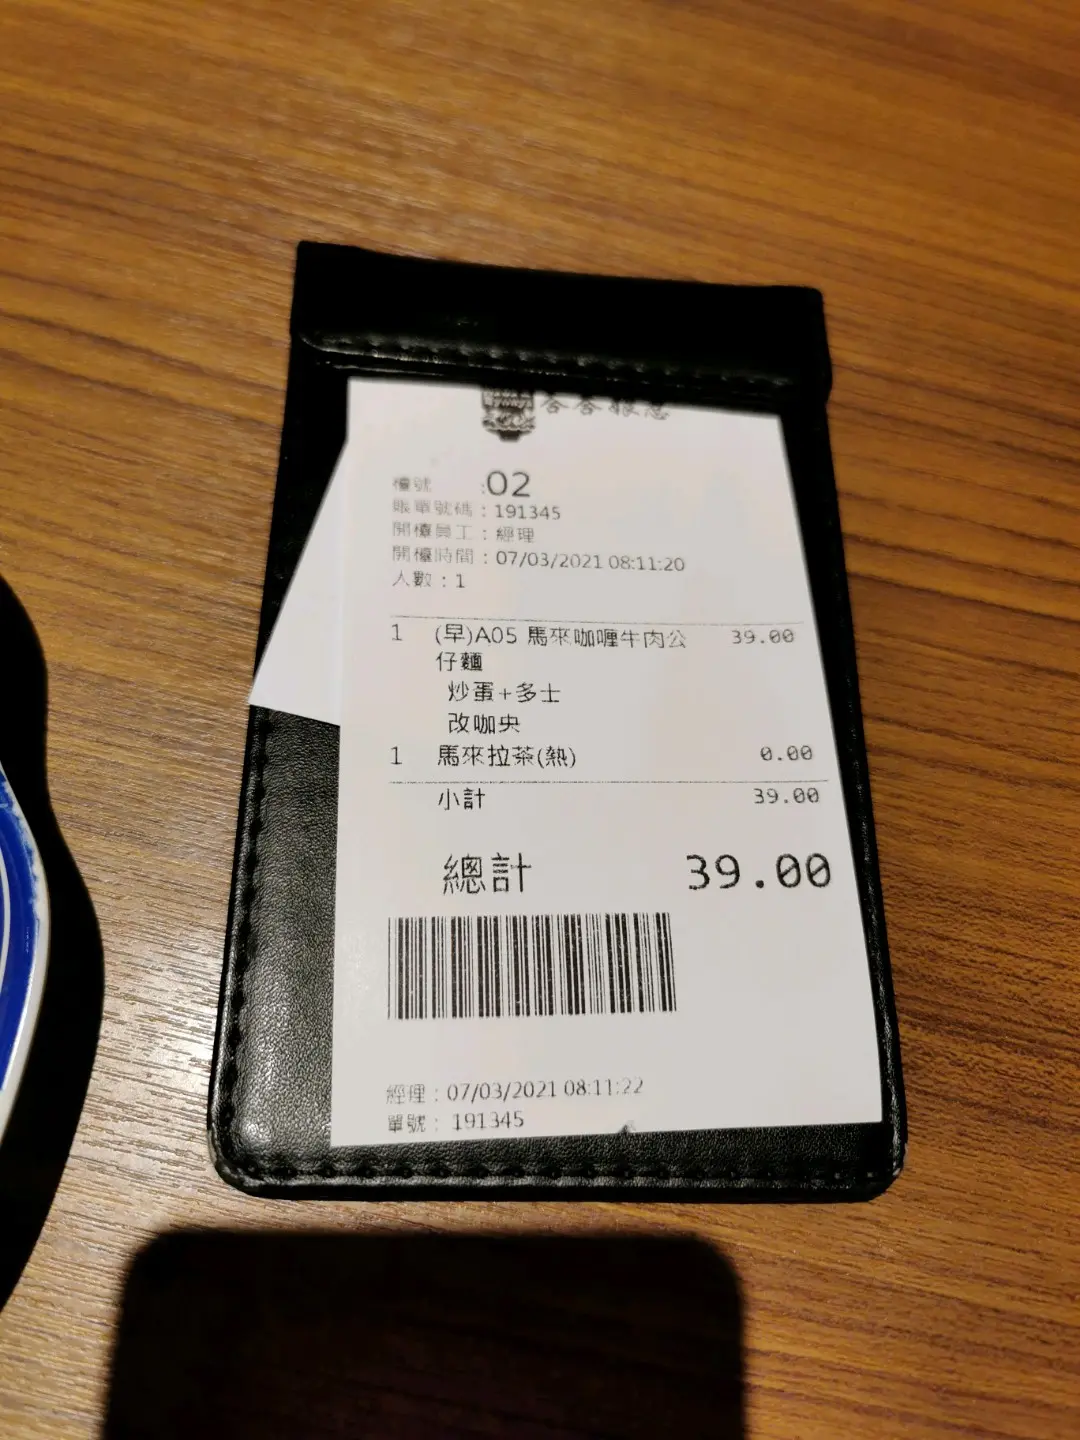 檯號 :02
賬單號碼：191345
開檯員工：經理
開檯時間：07/03/2021 08:11:20
人數：1
1 (早)A05 馬來咖喱牛肉公 39.00
仔麵
炒蛋+多士
改咖央
1 馬來拉茶(熱) 0.00
小計 39.00
總計 39.00
經理：07/03/2021 08:11:22
單號：191345